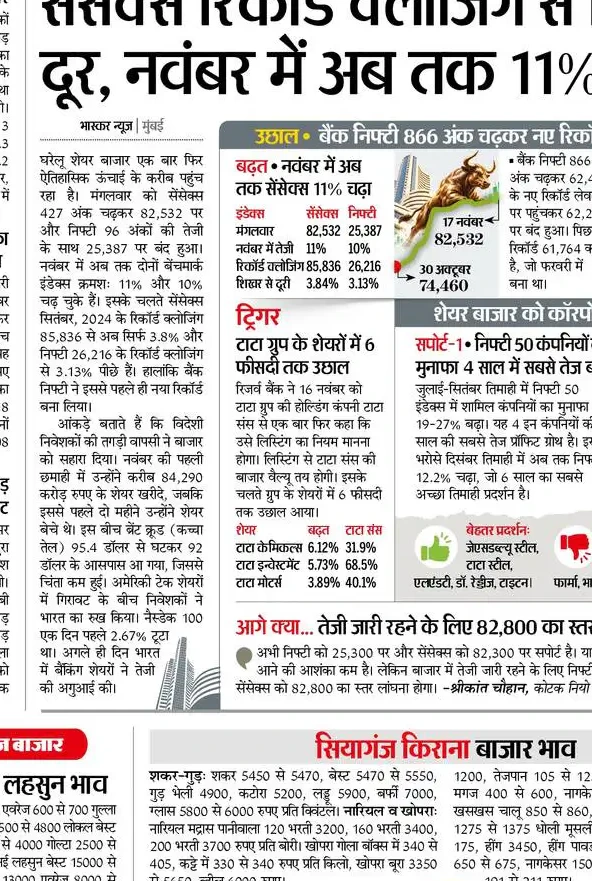 सेंसेक्स रिकॉर्ड क्लोजिंग से
दूर, नवंबर में अब तक 11%
भास्कर न्यूज | मुंबई
घरेलू शेयर बाजार एक बार फिर
ऐतिहासिक ऊंचाई के करीब पहुंच
रहा है। मंगलवार को सेंसेक्स
427 अंक चढ़कर 82,532 पर
और निफ्टी 96 अंकों की तेजी
के साथ 25,387 पर बंद हुआ।
नवंबर में अब तक दोनों बेंचमार्क
इंडेक्स क्रमशः 11% और 10%
चढ़ चुके हैं। इसके चलते सेंसेक्स
सितंबर, 2024 के रिकॉर्ड क्लोजिंग
85,836 से अब सिर्फ 3.8% और
निफ्टी 26,216 के रिकॉर्ड क्लोजिंग
से 3.13% पीछे हैं। हालांकि बैंक
निफ्टी ने इससे पहले ही नया रिकॉर्ड
बना लिया।
आंकड़े बताते हैं कि विदेशी
निवेशकों की तगड़ी वापसी ने बाजार
को सहारा दिया। नवंबर की पहली
छमाही में उन्होंने करीब 84,290
करोड़ रुपए के शेयर खरीदे, जबकि
इससे पहले दो महीने उन्होंने शेयर
बेचे थे। इस बीच ब्रेंट क्रूड (कच्चा
तेल) 95.4 डॉलर से घटकर 92
डॉलर के आसपास आ गया, जिससे
चिंता कम हुई। अमेरिकी टेक शेयरों
में गिरावट के बीच निवेशकों ने
भारत का रुख किया। नैस्डेक 100
एक दिन पहले 2.67% टूटा
था। अगले ही दिन भारत
में बैंकिंग शेयरों ने तेजी
की अगुआई की।
उछाल • बैंक निफ्टी 866 अंक चढ़कर नए रिकॉ
बढ़त • नवंबर में अब
तक सेंसेक्स 11% चढ़ा
इंडेक्स सेंसेक्स निफ्टी
मंगलवार 82,532 25,387
नवंबर में तेजी 11% 10%
रिकॉर्ड क्लोजिंग 85,836 26,216
शिखर से दूरी 3.84% 3.13%
17 नवंबर
82,532
30 अक्टूबर
74,460
▪ बैंक निफ्टी 866
अंक चढ़कर 62,4
के नए रिकॉर्ड लेव
पर पहुंचकर 62,2
पर बंद हुआ। पिछ
रिकॉर्ड 61,764 क
है, जो फरवरी में
बना था।
ट्रिगर
टाटा ग्रुप के शेयरों में 6
फीसदी तक उछाल
रिजर्व बैंक ने 16 नवंबर को
टाटा ग्रुप की होल्डिंग कंपनी टाटा
संस से एक बार फिर कहा कि
उसे लिस्टिंग का नियम मानना
होगा। लिस्टिंग से टाटा संस की
बाजार वैल्यू तय होगी। इसके
चलते ग्रुप के शेयरों में 6 फीसदी
तक उछाल आया।
शेयर बढ़त टाटा संस
टाटा केमिकल्स 6.12% 31.9%
टाटा इन्वेस्टमेंट 5.73% 68.5%
टाटा मोटर्स 3.89% 40.1%
शेयर बाजार को कॉरपो
सपोर्ट-1 • निफ्टी 50 कंपनियों क
मुनाफा 4 साल में सबसे तेज ब
जुलाई-सितंबर तिमाही में निफ्टी 50
इंडेक्स में शामिल कंपनियों का मुनाफा
19-27% बढ़ा। यह 4 इन कंपनियों की
साल की सबसे तेज प्रॉफिट ग्रोथ है। इस
भरोसे दिसंबर तिमाही में अब तक निफ्
12.2% चढ़ा, जो 6 साल का सबसे
अच्छा तिमाही प्रदर्शन है।
बेहतर प्रदर्शनः
जेएसडब्ल्यू स्टील,
टाटा स्टील,
एलएंडटी, डॉ. रेड्डीज, टाइटन।
फार्मा, भा
आगे क्या... तेजी जारी रहने के लिए 82,800 का स्तर
अभी निफ्टी को 25,300 पर और सेंसेक्स को 82,300 पर सपोर्ट है। या
आने की आशंका कम है। लेकिन बाजार में तेजी जारी रहने के लिए निफ्टी
सेंसेक्स को 82,800 का स्तर लांघना होगा। –श्रीकांत चौहान, कोटक नियो
ज बाजार
लहसुन भाव
एवरेज 600 से 700 गुल्ला
500 से 4800 लोकल बेस्ट
से 4000 गोल्टा 2500 से
ई लहसुन बेस्ट 15000 से
13000 एवरेज 8000 से
सियागंज किराना बाजार भाव
शकर-गुड़ः शकर 5450 से 5470, बेस्ट 5470 से 5550,
गुड़ भेली 4900, कटोरा 5200, लड्डू 5900, बर्फी 7000,
ग्लास 5800 से 6000 रुपए प्रति क्विंटल। नारियल व खोपराः
नारियल मद्रास पानीवाला 120 भरती 3200, 160 भरती 3400,
200 भरती 3700 रुपए प्रति बोरी। खोपरा गोला बॉक्स में 340 से
405, कट्टे में 330 से 340 रुपए प्रति किलो, खोपरा बूरा 3350
1200, तेजपान 105 से 12
मगज 400 से 600, नागके
खसखस चालू 850 से 860,
1275 से 1375 धोली मूसली
175, हींग 3450, हींग पाव
650 से 675, नागकेसर 150